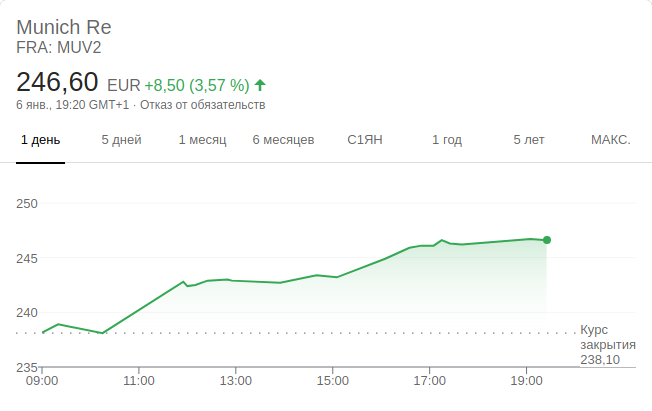 Munich Re
FRA: MUV2
246,60 EUR +8,50 (3,57 %)
6 янв., 19:20 GMT+1 · Отказ от обязательств
1 день 5 дней 1 месяц 6 месяцев С1ЯН 1 год 5 лет МАКС.
250
245
240
Курс
закрытия
238,10
235
09:00 11:00 13:00 15:00 17:00 19:00